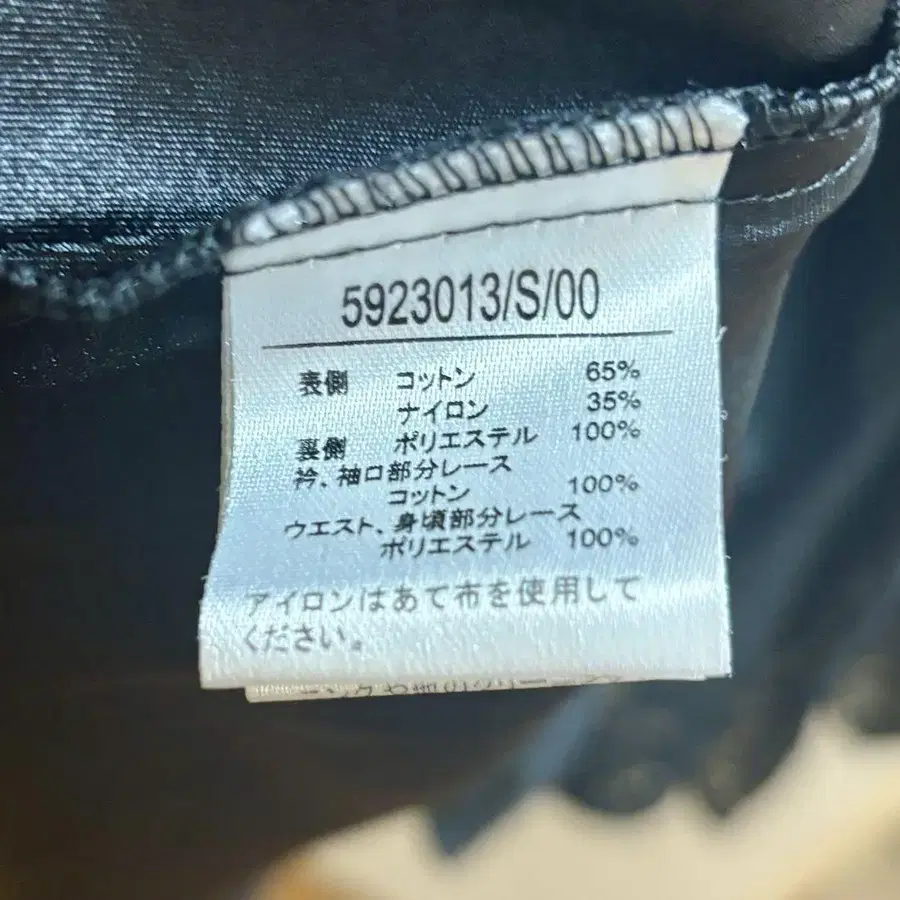 5923013/S/00
表側 コットン 65%
ナイロン 35%
裏側 ポリエステル 100%
衿、袖口部分レース
コットン 100%
ウエスト、身頃部分レース
ポリエステル 100%
アイロンはあて布を使用して
ください。